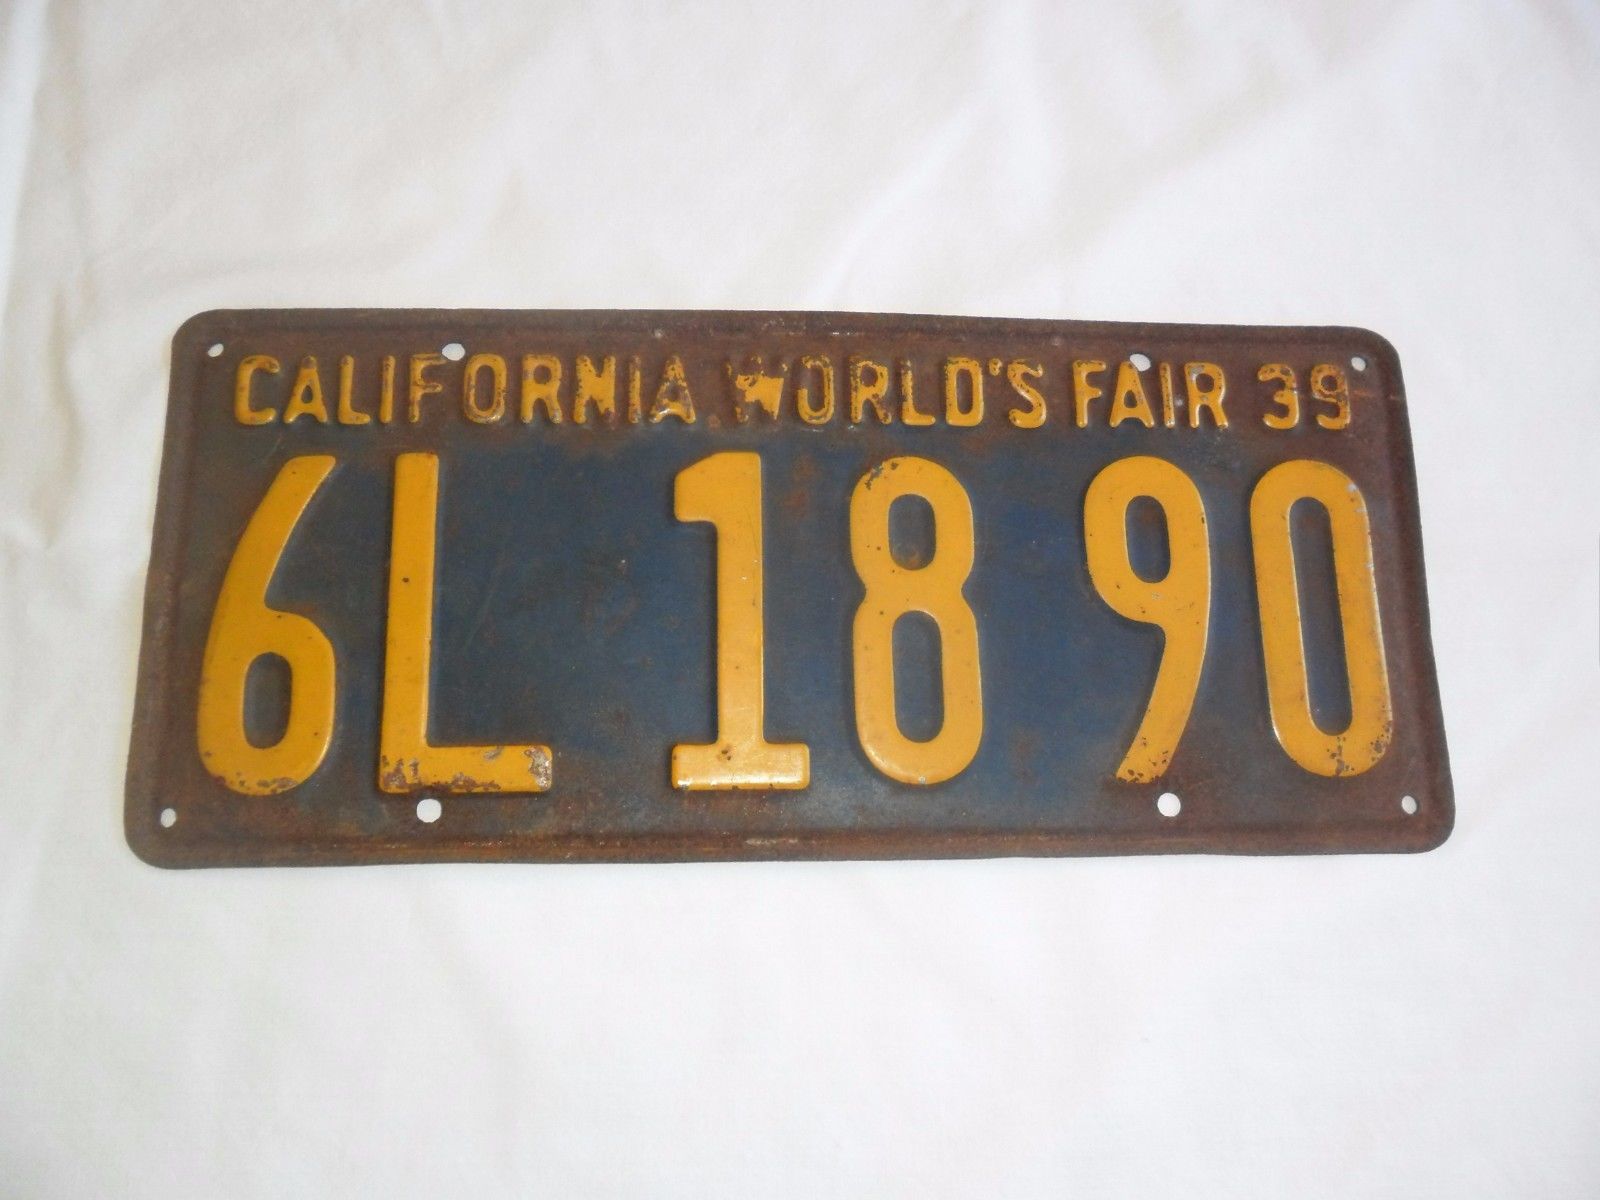 CALIFORNIA WORLD'S FAIR 39
6L 18 90